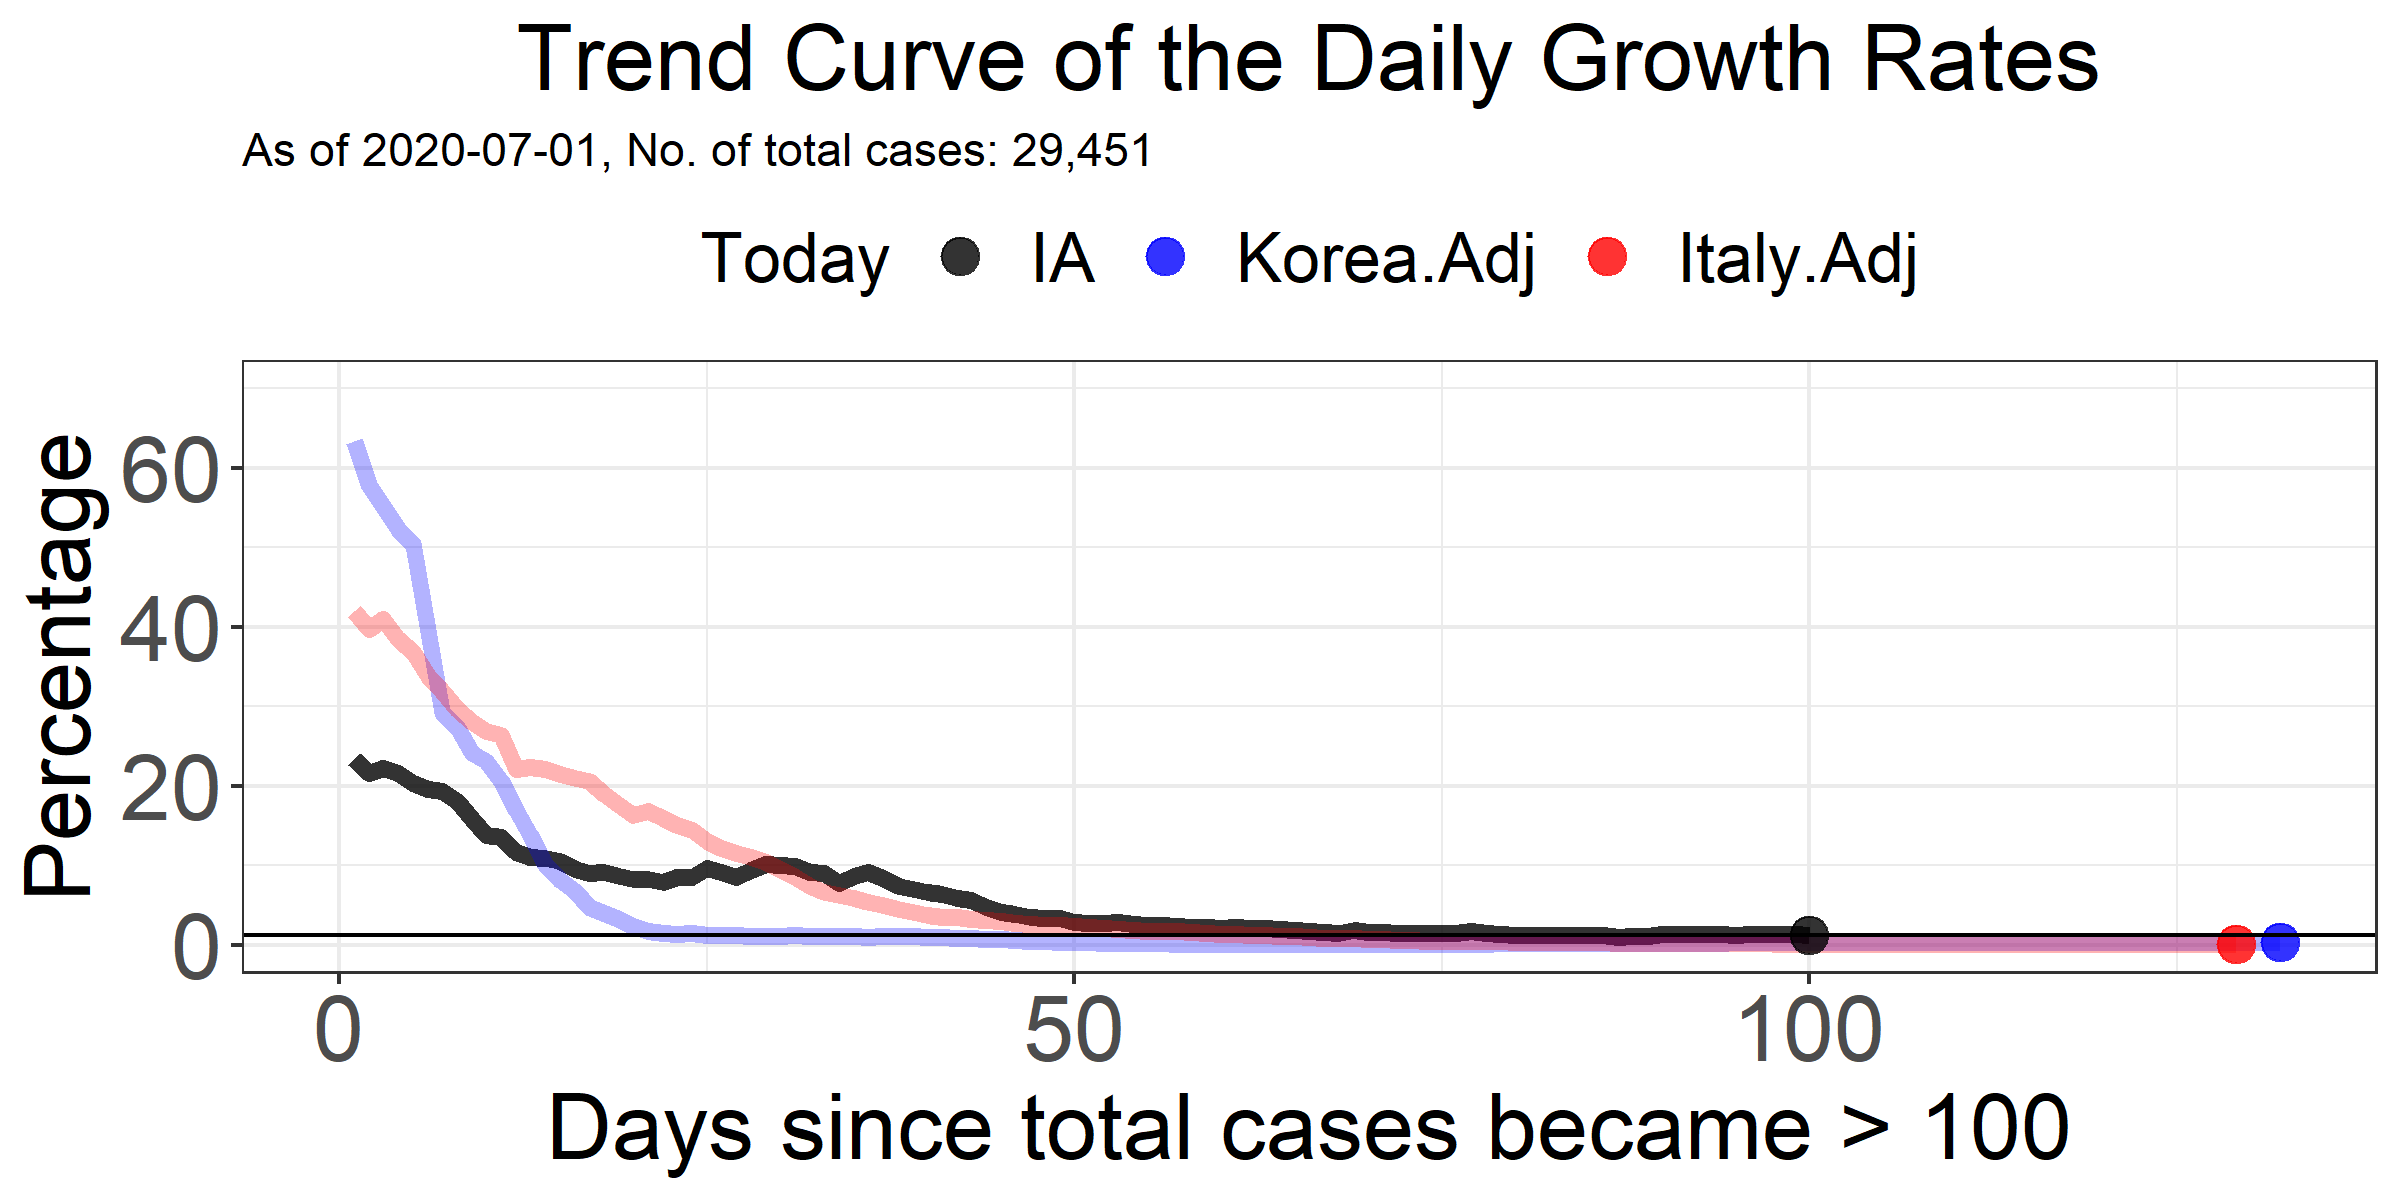 Trend Curve of the Daily Growth Rates
As of 2020-07-01, No. of total cases: 29,451
Today IA Korea.Adj Italy.Adj
Percentage
60
40
20
0
0 50 100
Days since total cases became > 100